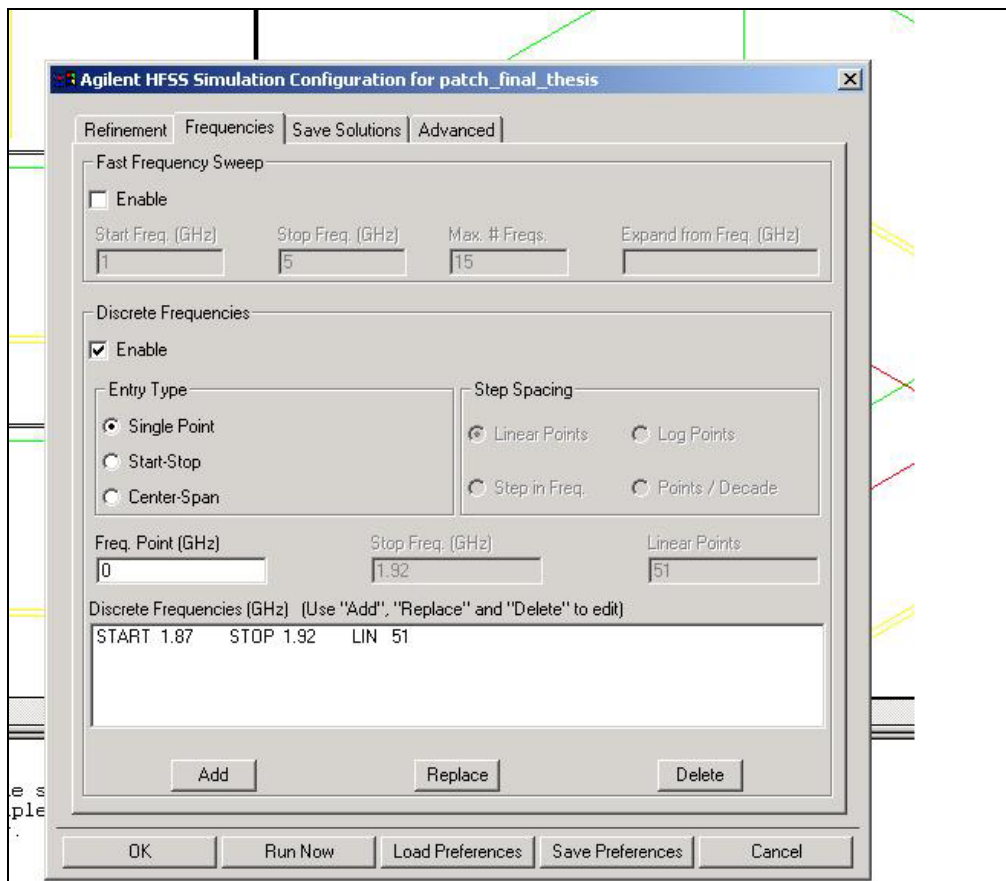 Agilent HFSS Simulation Configuration for patch_final_thesis
Refinement Frequencies Save Solutions Advanced
Fast Frequency Sweep
Enable
Start Freq. (GHz) Stop Freq. (GHz) Max. # Freqs. Expand from Freq. (GHz)
1 5 15
Discrete Frequencies
Enable
Entry Type Step Spacing
Single Point Linear Points Log Points
Start-Stop
Center-Span Step in Freq. Points / Decade
Freq. Point (GHz) Stop Freq. (GHz) Linear Points
0 1.92 51
Discrete Frequencies (GHz) (Use "Add", "Replace" and "Delete" to edit)
START 1.87 STOP 1.92 LIN 51
Add Replace Delete
e s
ple
OK Run Now Load Preferences Save Preferences Cancel